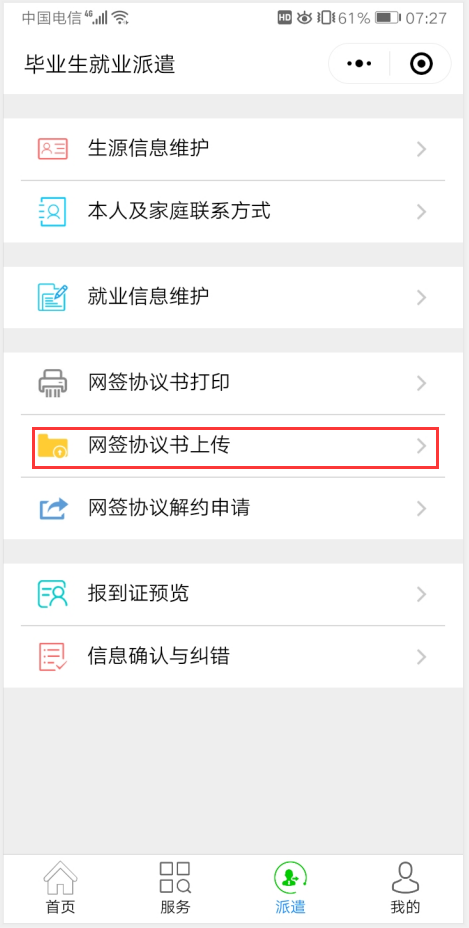 中国电信 4G HD 61% 07:27
毕业生就业派遣
生源信息维护
本人及家庭联系方式
就业信息维护
网签协议书打印
网签协议书上传
网签协议解约申请
报到证预览
信息确认与纠错
首页 服务 派遣 我的